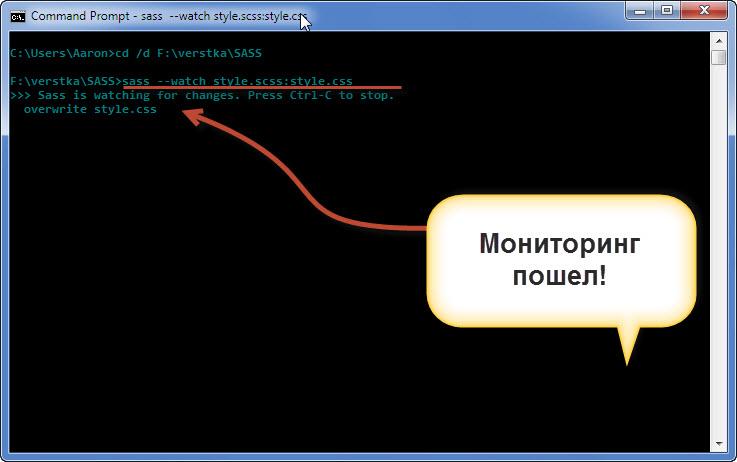 Command Prompt - sass --watch style.scss:style.css
C:\Users\Aaron>cd /d F:\verstka\SASS
F:\verstka\SASS>sass --watch style.scss:style.css
>>> Sass is watching for changes. Press Ctrl-C to stop.
overwrite style.css
Мониторинг
пошел!